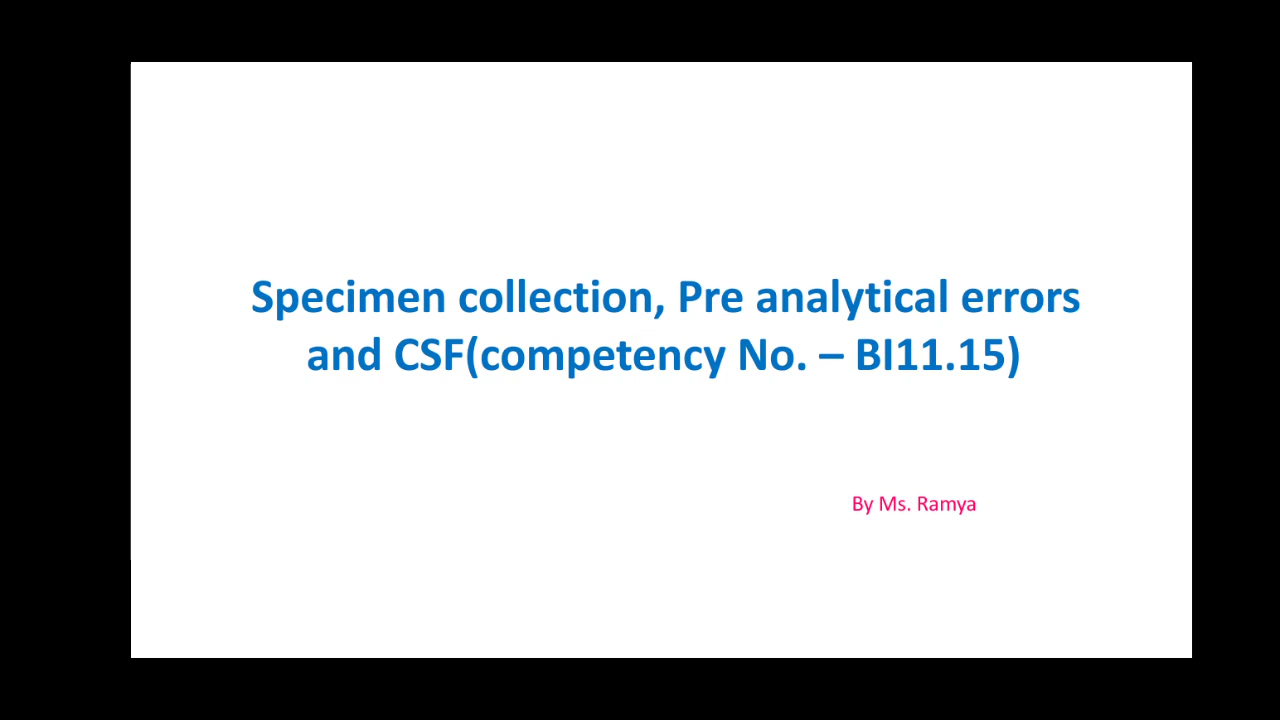 Specimen collection, Pre analytical errors
and CSF(competency No. – BI11.15)
By Ms. Ramya